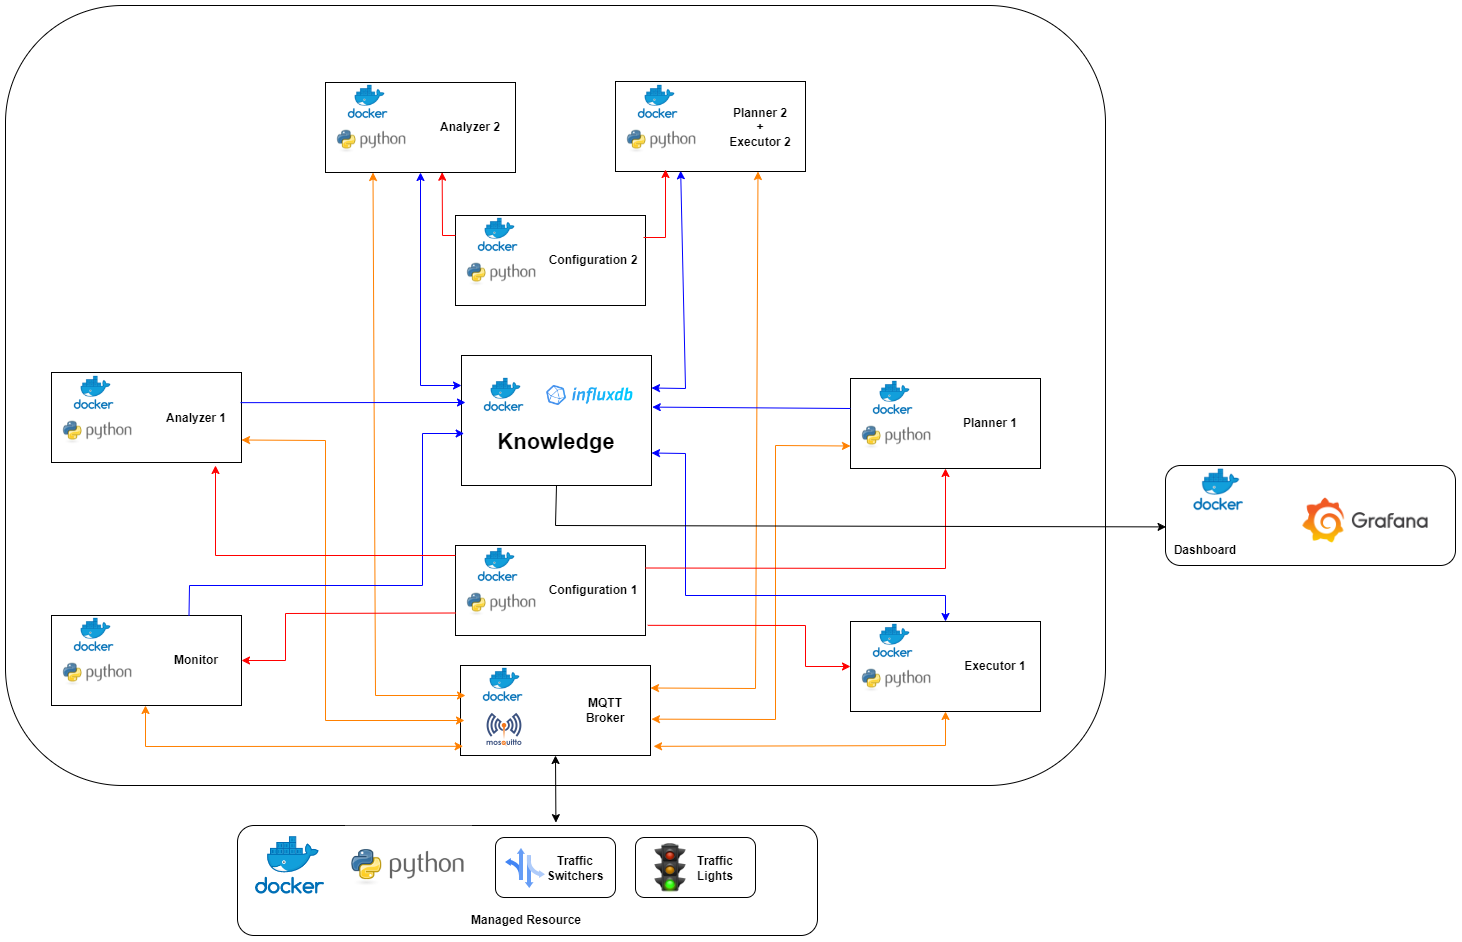 docker
python
Analyzer 2
docker
python
Planner 2
+
Executor 2
docker
python
Configuration 2
docker
python
Analyzer 1
docker
influxdb
Knowledge
docker
python
Planner 1
docker
Grafana
Dashboard
docker
python
Configuration 1
docker
python
Monitor
docker
python
Executor 1
docker
mosquitto
MQTT
Broker
docker
python
Traffic
Switchers
Traffic
Lights
Managed Resource